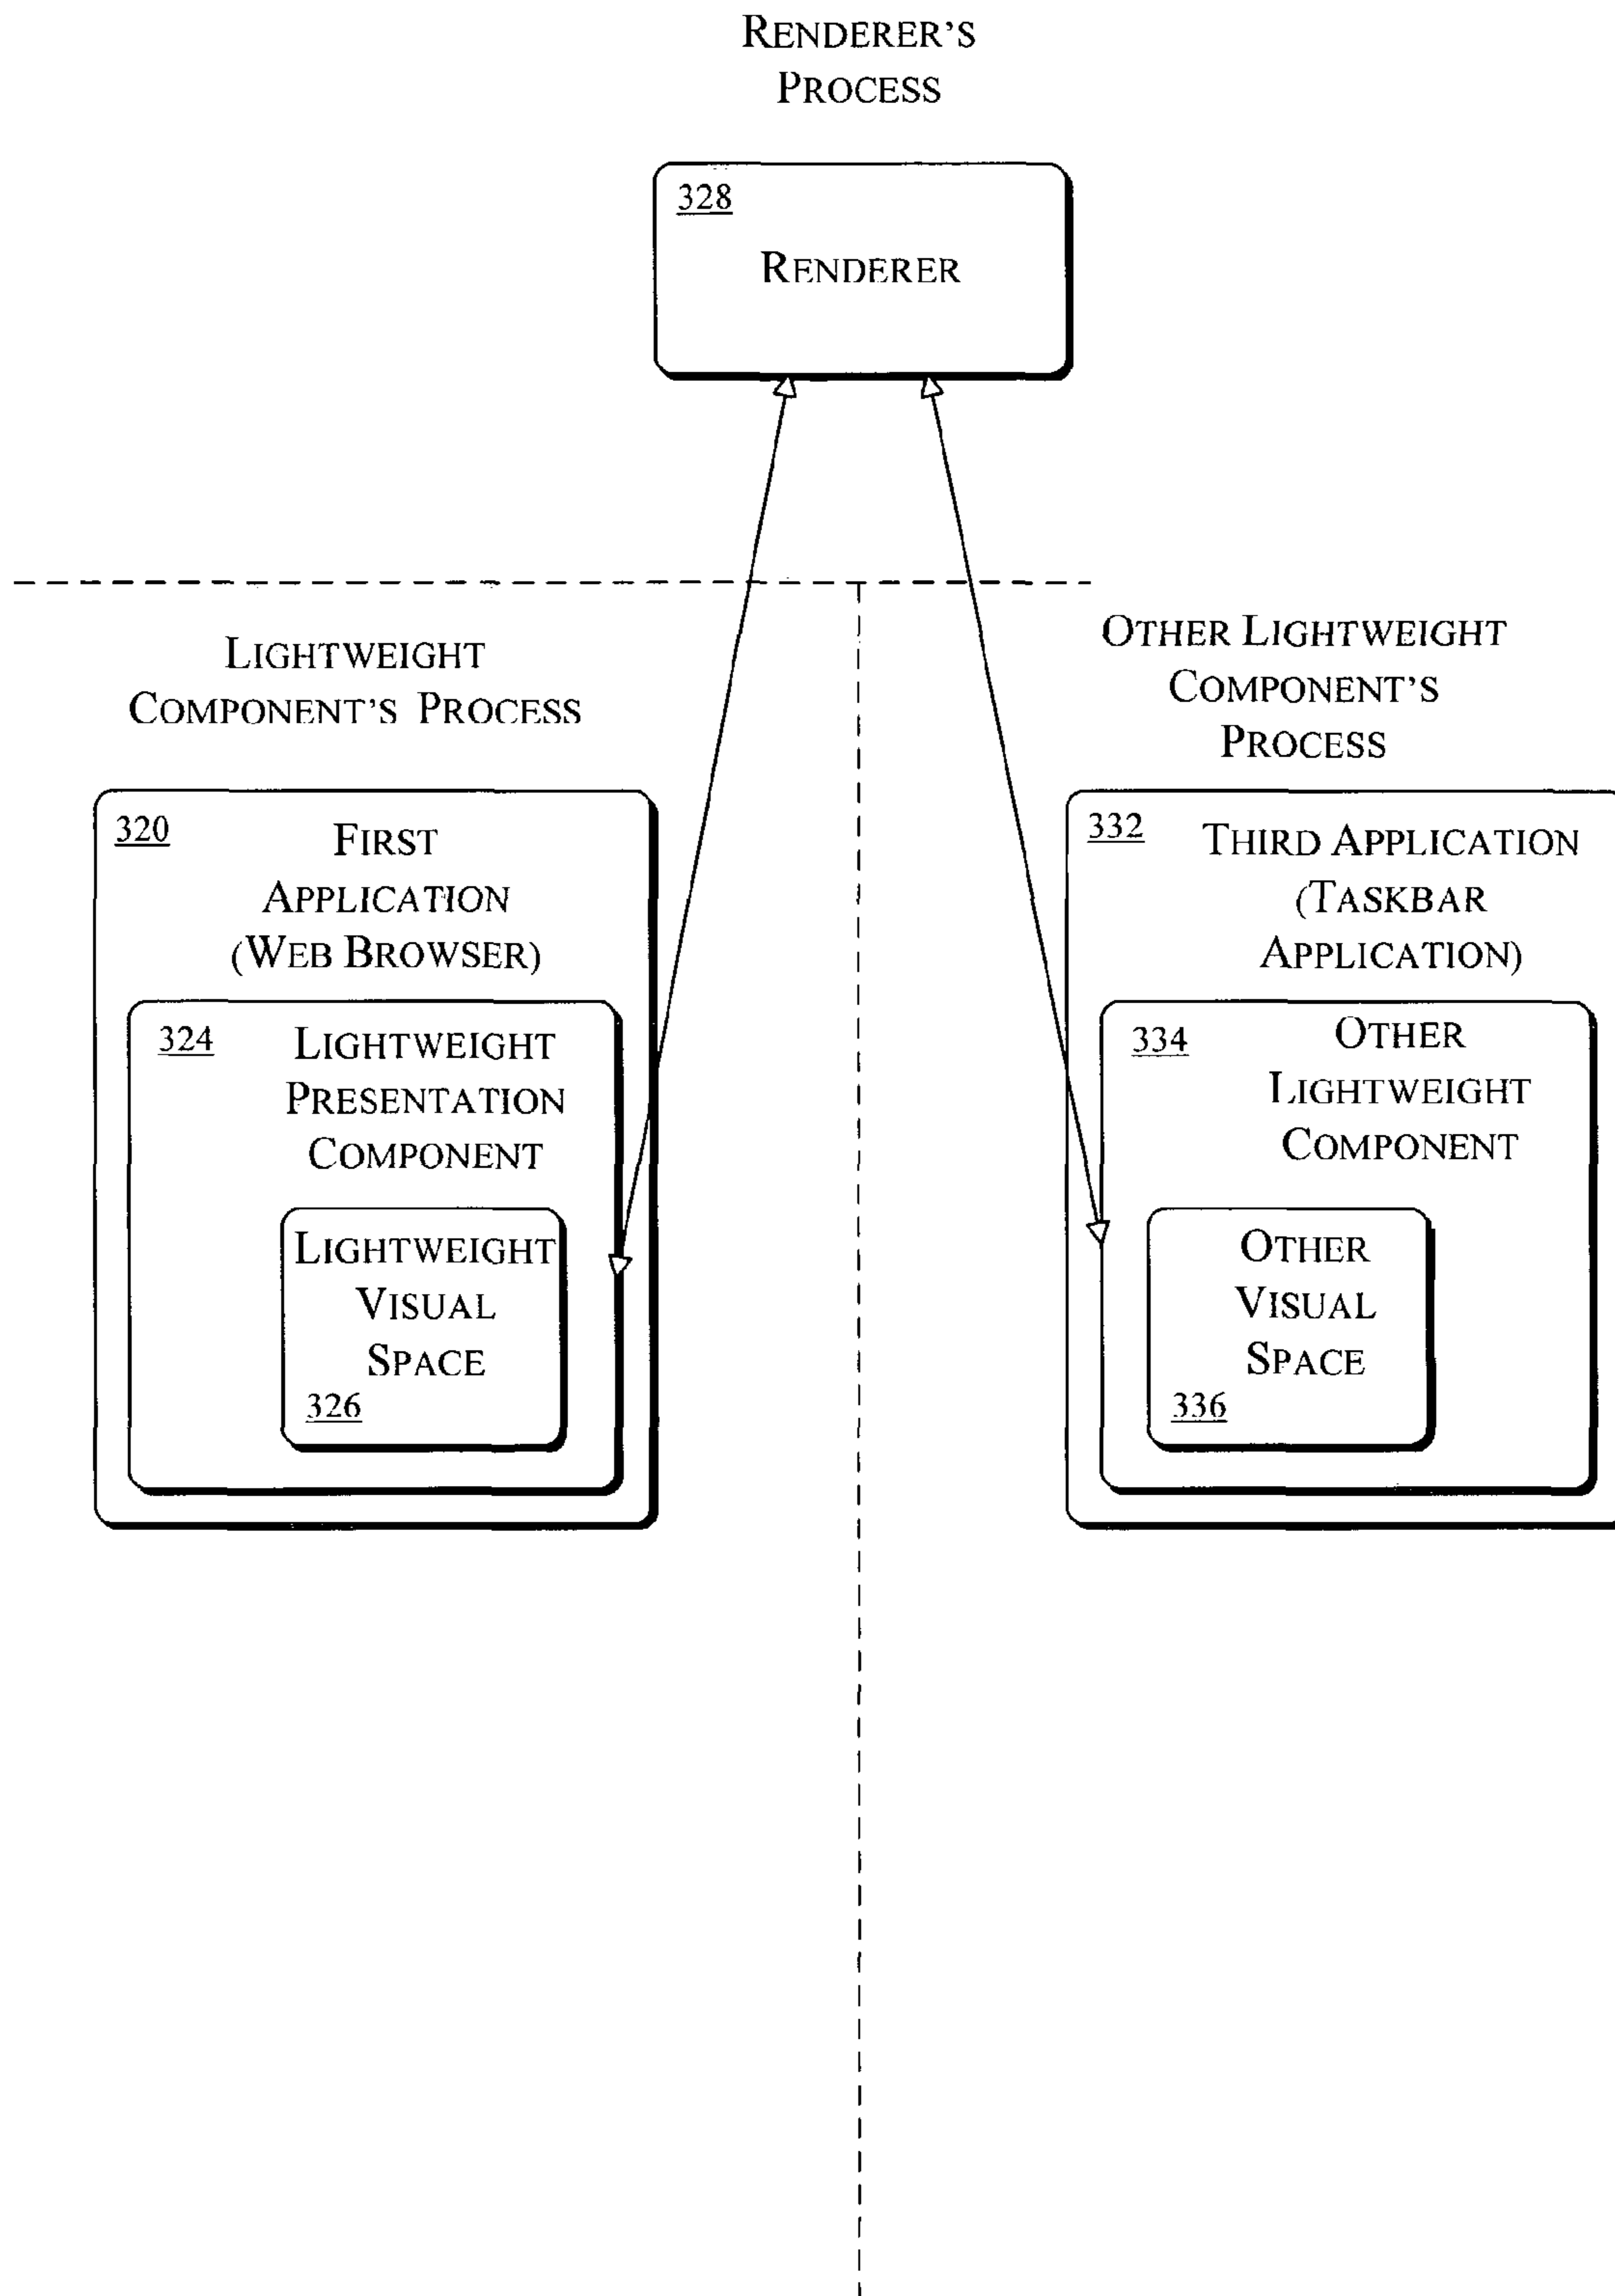 RENDERER'S
PROCESS
328
RENDERER
LIGHTWEIGHT
COMPONENT'S PROCESS
320
FIRST
APPLICATION
(WEB BROWSER)
324
LIGHTWEIGHT
PRESENTATION
COMPONENT
LIGHTWEIGHT
VISUAL
SPACE
326
OTHER LIGHTWEIGHT
COMPONENT'S
PROCESS
332
THIRD APPLICATION
(TASKBAR
APPLICATION)
334
OTHER
LIGHTWEIGHT
COMPONENT
OTHER
VISUAL
SPACE
336